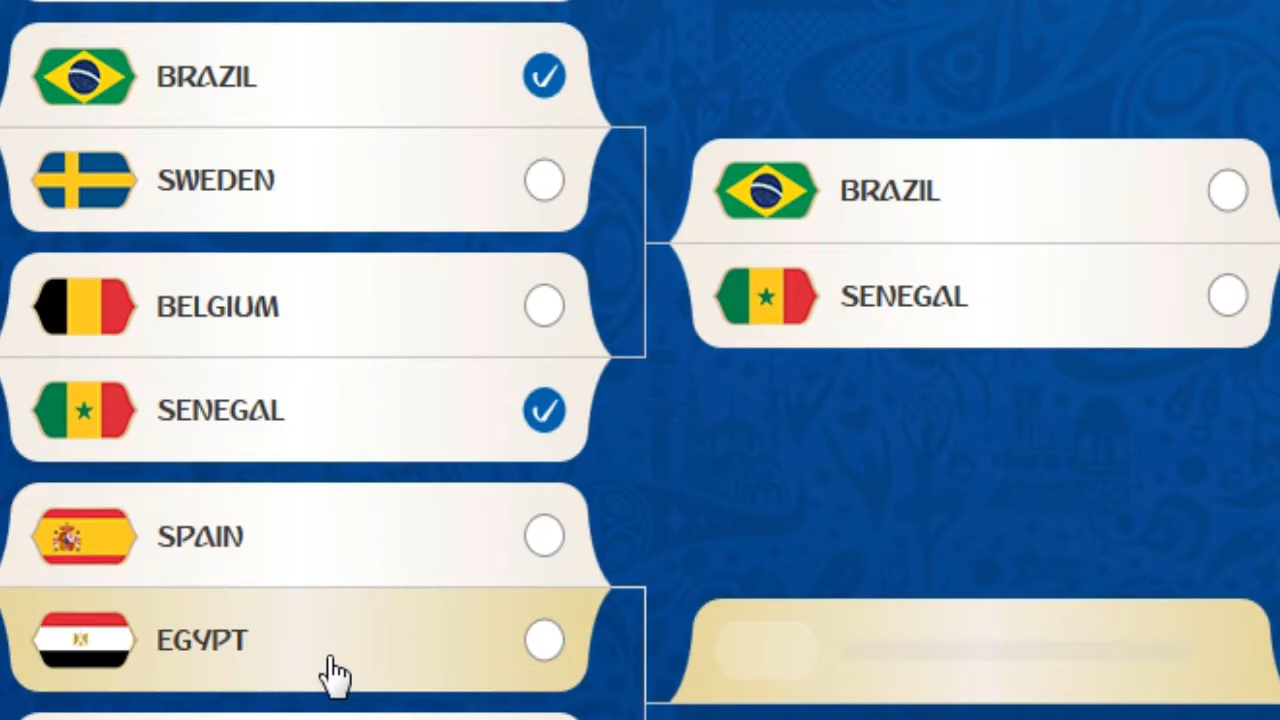 BRAZIL
SWEDEN
BELGIUM
SENEGAL
SPAIN
EGYPT
BRAZIL
SENEGAL